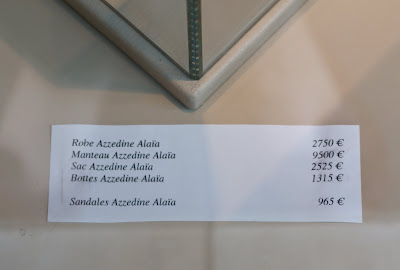 Robe Azzedine Alaïa 2750 €
Manteau Azzedine Alaïa 9500 €
Sac Azzedine Alaïa 2525 €
Bottes Azzedine Alaïa 1315 €
Sandales Azzedine Alaïa 965 €